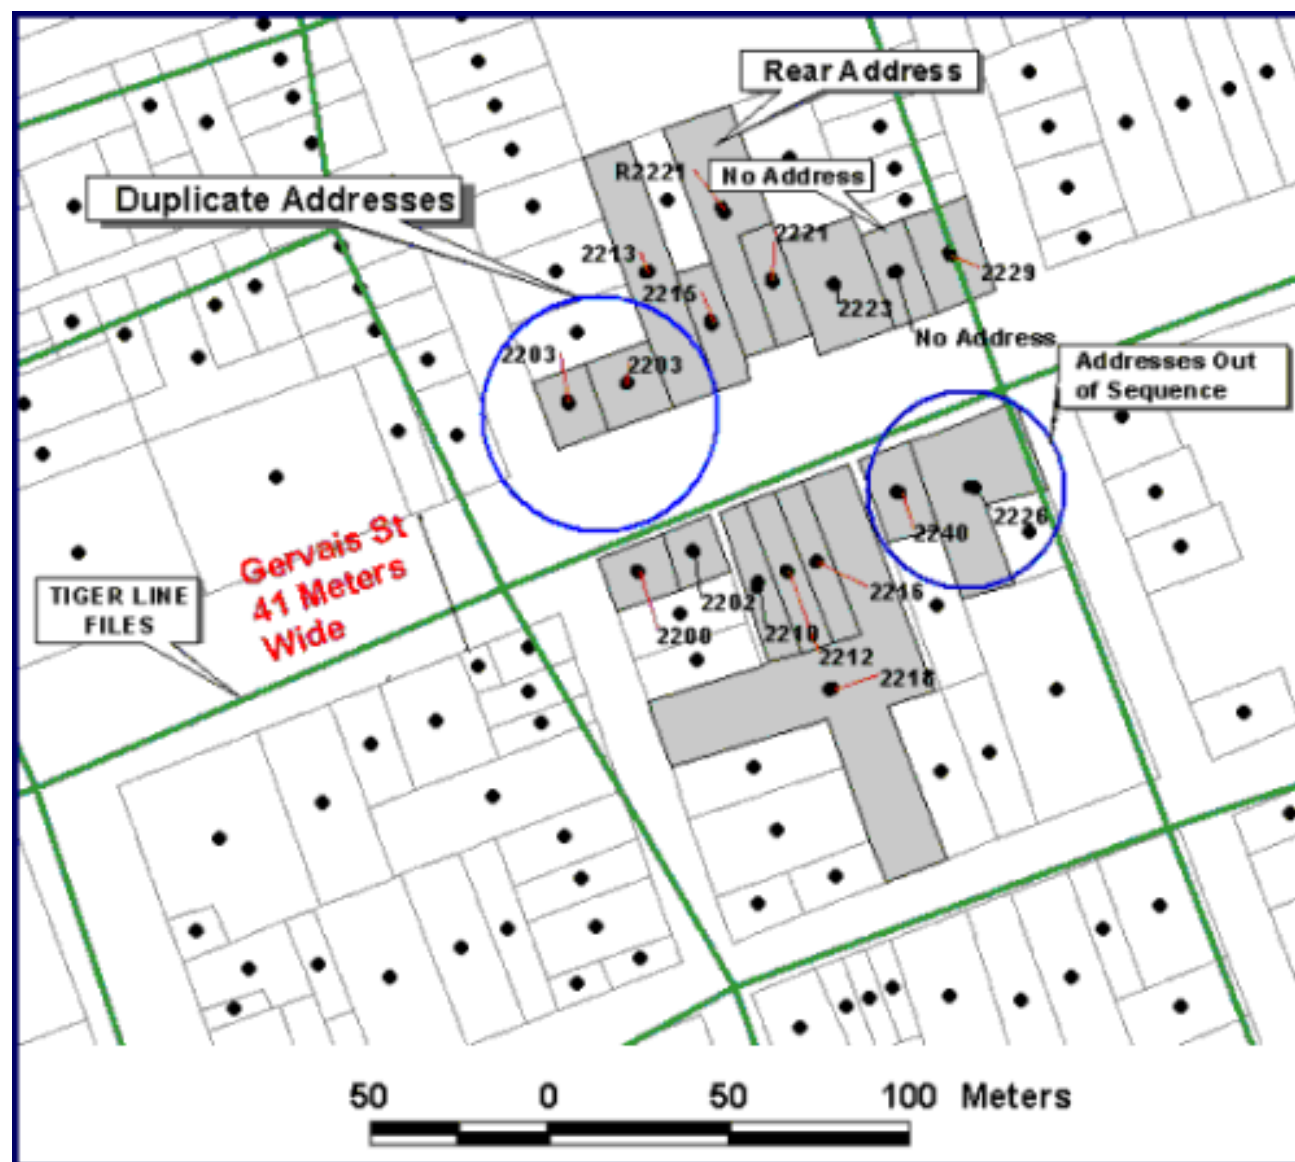 Rear Address
R2221
No Address
Duplicate Addresses
2221
2213
2229
2215
2223
No Address
2203
2203
Addresses Out
of Sequence
Gervais St
41 Meters
Wide
2226
2240
TIGER LINE
FILES
2216
2202
2200
2210
2212
2218
50 0 50 100 Meters